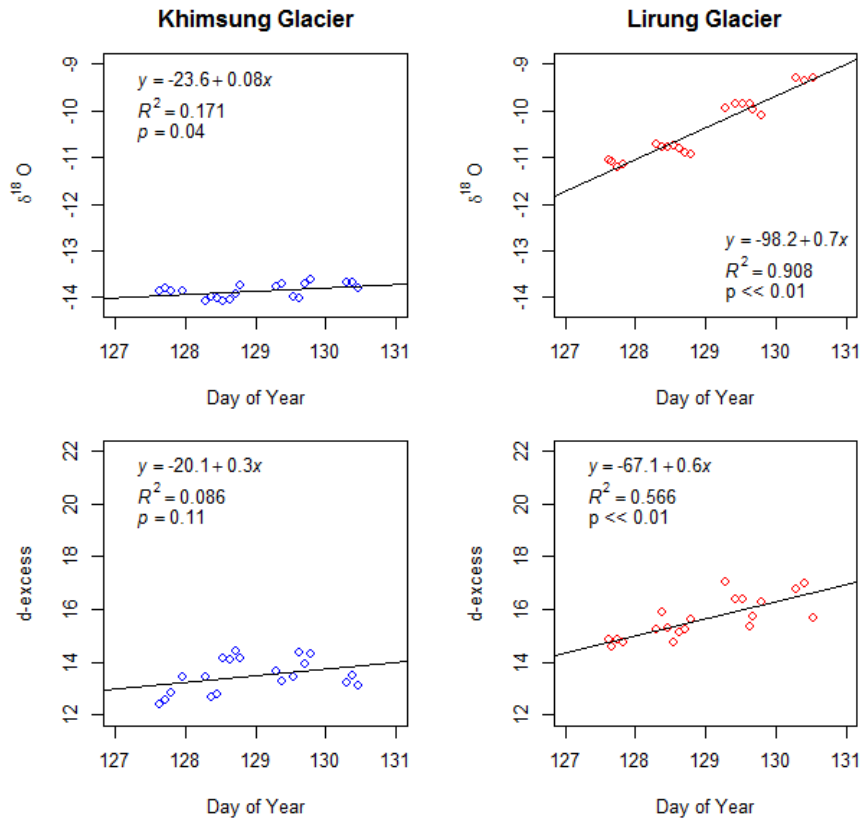 Khimsung Glacier
Lirung Glacier
y = -23.6 + 0.08x
R² = 0.171
p = 0.04
δ¹⁸ O
-9
-10
-11
-12
-13
-14
127 128 129 130 131
Day of Year
y = -98.2 + 0.7x
R² = 0.908
p << 0.01
δ¹⁸ O
-9
-10
-11
-12
-13
-14
127 128 129 130 131
Day of Year
y = -20.1 + 0.3x
R² = 0.086
p = 0.11
d-excess
22
20
18
16
14
12
127 128 129 130 131
Day of Year
y = -67.1 + 0.6x
R² = 0.566
p << 0.01
d-excess
22
20
18
16
14
12
127 128 129 130 131
Day of Year